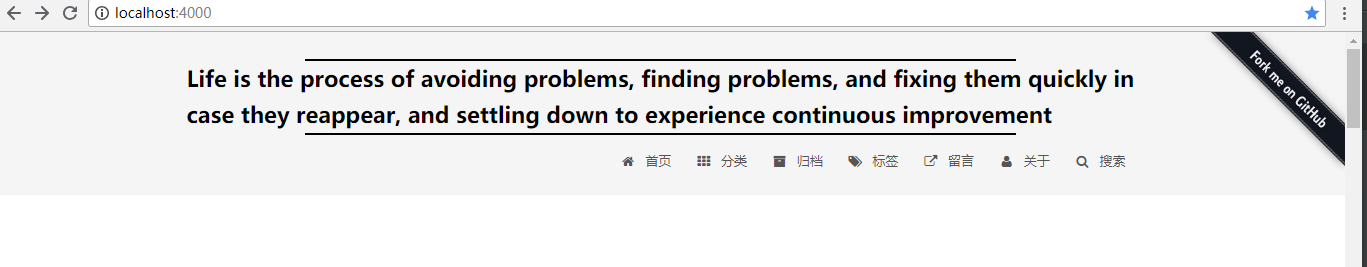 localhost:4000
Fork me on GitHub
Life is the process of avoiding problems, finding problems, and fixing them quickly in
case they reappear, and settling down to experience continuous improvement
首页 分类 归档 标签 留言 关于 搜索